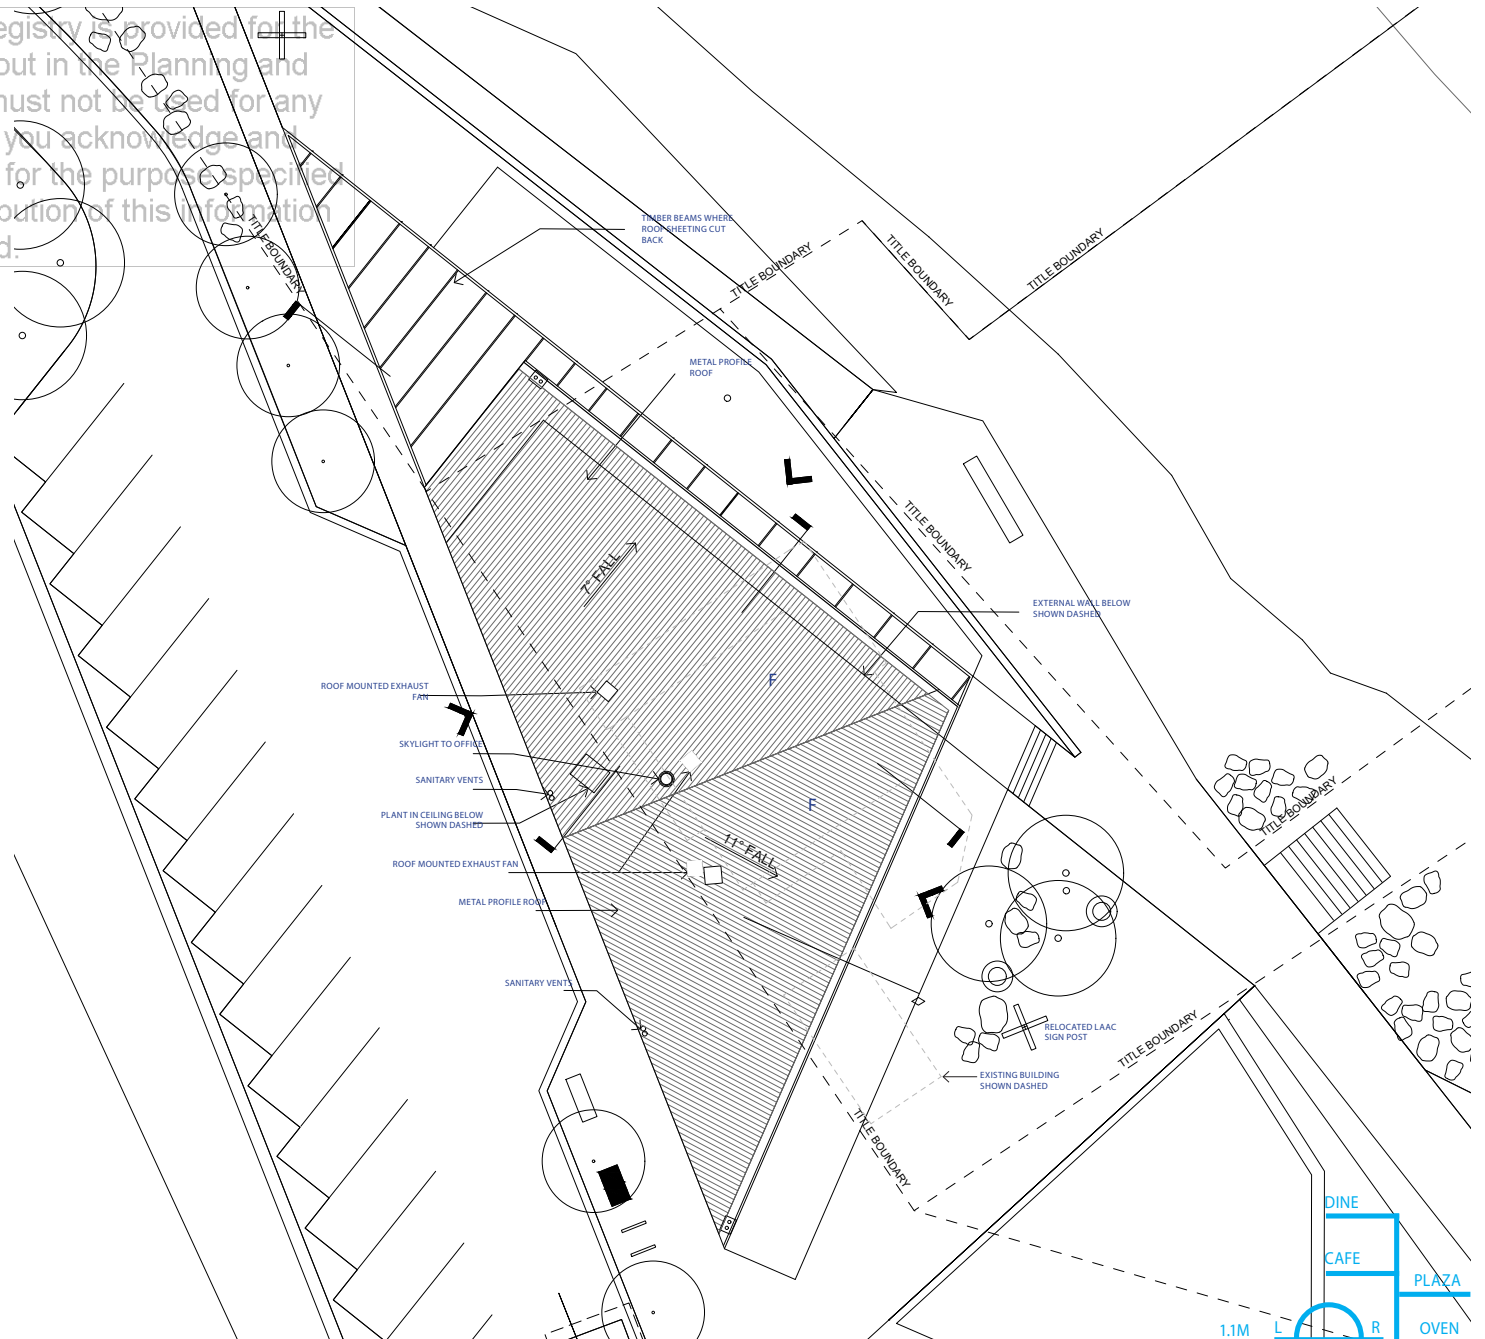 egistry is provided for the
out in the Planning and
must not be used for any
you acknowledge and
for the purpose specified
bution of this information
d.
TITLE BOUNDARY
TIMBER BEAMS WHERE
ROOF SHEETING CUT
BACK
TITLE BOUNDARY
TITLE BOUNDARY
TITLE BOUNDARY
METAL PROFILE
ROOF
TITLE BOUNDARY
7° FALL
EXTERNAL WALL BELOW
SHOWN DASHED
ROOF MOUNTED EXHAUST
FAN
F
SKYLIGHT TO OFFICE
SANITARY VENTS
F
PLANT IN CEILING BELOW
SHOWN DASHED
TITLE BOUNDARY
11° FALL
ROOF MOUNTED EXHAUST FAN
METAL PROFILE ROOF
SANITARY VENTS
RELOCATED LAAC
SIGN POST
TITLE BOUNDARY
EXISTING BUILDING
SHOWN DASHED
TITLE BOUNDARY
DINE
CAFE
PLAZA
1.1M
L
R
OVEN